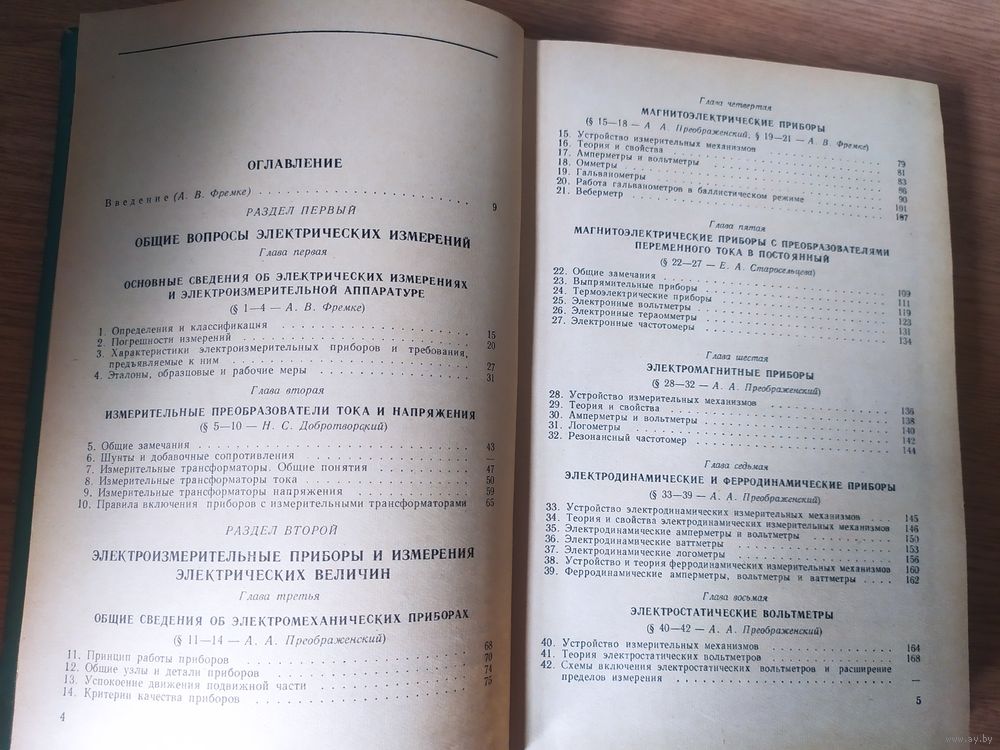 ОГЛАВЛЕНИЕ
Введение (А. В. Фремке) 9
РАЗДЕЛ ПЕРВЫЙ
ОБЩИЕ ВОПРОСЫ ЭЛЕКТРИЧЕСКИХ ИЗМЕРЕНИЙ
Глава первая
ОСНОВНЫЕ СВЕДЕНИЯ ОБ ЭЛЕКТРИЧЕСКИХ ИЗМЕРЕНИЯХ
И ЭЛЕКТРОИЗМЕРИТЕЛЬНОЙ АППАРАТУРЕ
(§ 1—4 — А. В. Фремке)
1. Определения и классификация 15
2. Погрешности измерений 20
3. Характеристики электроизмерительных приборов и требования,
предъявляемые к ним 27
4. Эталоны, образцовые и рабочие меры 31
Глава вторая
ИЗМЕРИТЕЛЬНЫЕ ПРЕОБРАЗОВАТЕЛИ ТОКА И НАПРЯЖЕНИЯ
(§ 5—10 — Н. С. Добротворский)
5. Общие замечания 43
6. Шунты и добавочные сопротивления —
7. Измерительные трансформаторы. Общие понятия 47
8. Измерительные трансформаторы тока 50
9. Измерительные трансформаторы напряжения 59
10. Правила включения приборов с измерительными трансформаторами 65
РАЗДЕЛ ВТОРОЙ
ЭЛЕКТРОИЗМЕРИТЕЛЬНЫЕ ПРИБОРЫ И ИЗМЕРЕНИЯ
ЭЛЕКТРИЧЕСКИХ ВЕЛИЧИН
Глава третья
ОБЩИЕ СВЕДЕНИЯ ОБ ЭЛЕКТРОМЕХАНИЧЕСКИХ ПРИБОРАХ
(§ 11—14 — А. А. Преображенский)
11. Принцип работы приборов 68
12. Общие узлы и детали приборов 70
13. Успокоение движения подвижной части 74
14. Критерии качества приборов 75
4
Глава четвертая
МАГНИТОЭЛЕКТРИЧЕСКИЕ ПРИБОРЫ
(§ 15—18 — А. А. Преображенский, § 19—21 — А. В. Фремке)
15. Устройство измерительных механизмов 79
16. Теория и свойства 81
17. Амперметры и вольтметры 83
18. Омметры 86
19. Гальванометры 90
20. Работа гальванометров в баллистическом режиме 101
21. Веберметр 107
Глава пятая
МАГНИТОЭЛЕКТРИЧЕСКИЕ ПРИБОРЫ С ПРЕОБРАЗОВАТЕЛЯМИ
ПЕРЕМЕННОГО ТОКА В ПОСТОЯННЫЙ
(§ 22—27 — Е. А. Старосельцева)
22. Общие замечания 109
23. Выпрямительные приборы 111
24. Термоэлектрические приборы 119
25. Электронные вольтметры 123
26. Электронные тераомметры 131
27. Электронные частотомеры 134
Глава шестая
ЭЛЕКТРОМАГНИТНЫЕ ПРИБОРЫ
(§ 28—32 — А. А. Преображенский)
28. Устройство измерительных механизмов 136
29. Теория и свойства 138
30. Амперметры и вольтметры 140
31. Логометры 142
32. Резонансный частотомер 144
Глава седьмая
ЭЛЕКТРОДИНАМИЧЕСКИЕ И ФЕРРОДИНАМИЧЕСКИЕ ПРИБОРЫ
(§ 33—39 — А. А. Преображенский)
33. Устройство электродинамических измерительных механизмов 145
34. Теория и свойства электродинамических измерительных механизмов 146
35. Электродинамические амперметры и вольтметры 150
36. Электродинамические ваттметры 153
37. Электродинамические логометры 156
38. Устройство и теория ферродинамических измерительных механизмов 160
39. Ферродинамические амперметры, вольтметры и ваттметры 162
Глава восьмая
ЭЛЕКТРОСТАТИЧЕСКИЕ ВОЛЬТМЕТРЫ
(§ 40—42 — А. А. Преображенский)
40. Устройство измерительных механизмов 164
41. Теория электростатических вольтметров 168
42. Схемы включения электростатических вольтметров и расширение
пределов измерения —
5
www.ay.by